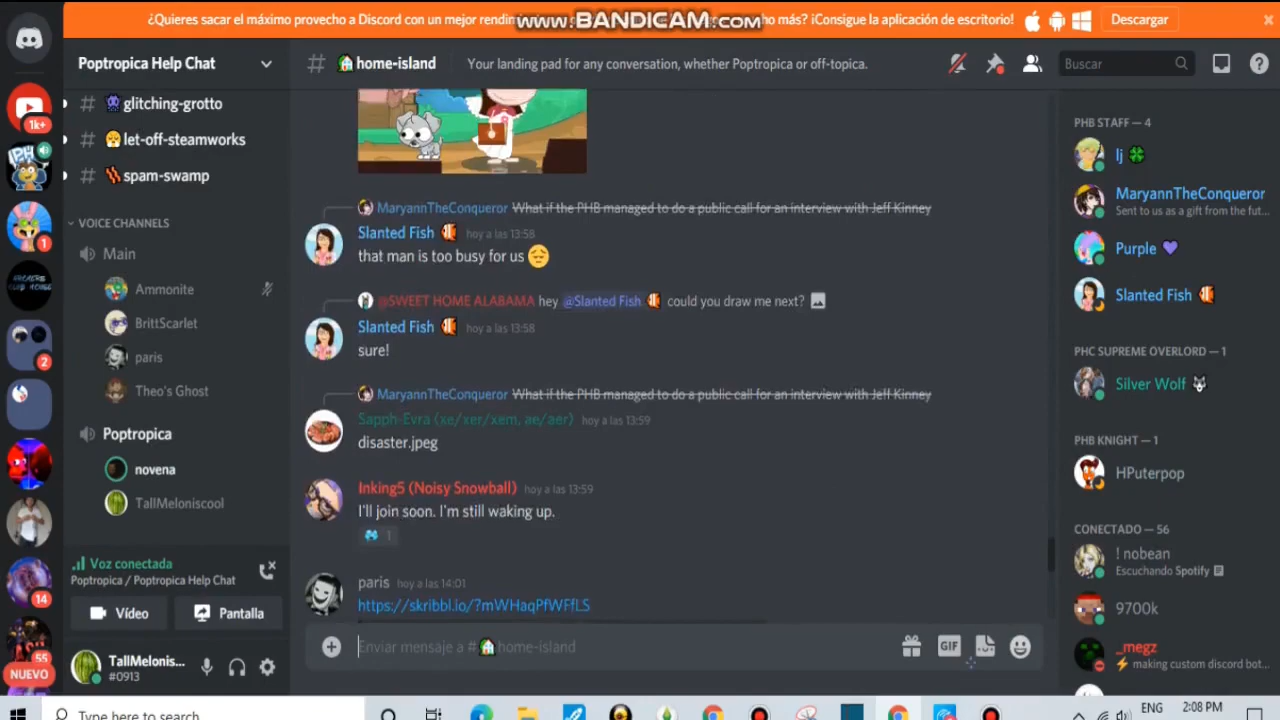 ¿Quieres sacar el máximo provecho a Discord con un mejor rendim
www.BANDICAM.com
ho más? ¡Consigue la aplicación de escritorio!
Descargar
Poptropica Help Chat
home-island
Your landing pad for any conversation, whether Poptropica or off-topica.
Buscar
1k+
1
2
14
55
NUEVO
glitching-grotto
let-off-steamworks
spam-swamp
VOICE CHANNELS
Main
Ammonite
BrittScarlet
paris
Theo's Ghost
Poptropica
novena
TallMeloniscool
Voz conectada
Poptropica / Poptropica Help Chat
Vídeo
Pantalla
TallMelonis...
#0913
MaryannTheConqueror What if the PHB managed to do a public call for an interview with Jeff Kinney
Slanted Fish hoy a las 13:58
that man is too busy for us
@SWEET HOME ALABAMA hey @Slanted Fish could you draw me next?
Slanted Fish hoy a las 13:58
sure!
MaryannTheConqueror What if the PHB managed to do a public call for an interview with Jeff Kinney
Sapph-Evra (xe/xer/xem, ae/aer) hoy a las 13:59
disaster.jpeg
Inking5 (Noisy Snowball) hoy a las 13:59
I'll join soon. I'm still waking up.
1
paris hoy a las 14:01
https://skribbl.io/?mWHaqPfWFfLS
Enviar mensaje a # home-island
GIF
PHB STAFF — 4
lj
MaryannTheConqueror
Sent to us as a gift from the fut...
Purple
Slanted Fish
PHC SUPREME OVERLORD — 1
Silver Wolf
PHB KNIGHT — 1
HPuterpop
CONECTADO — 56
! nobean
Escuchando Spotify
9700k
_megz
making custom discord bot...
Type here to search
ENG
2:08 PM